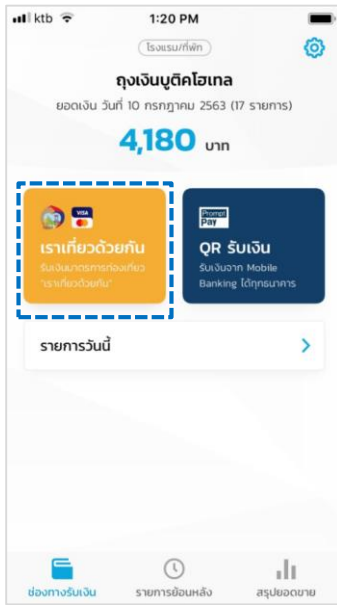 ktb 1:20 PM
โรงแรม/ที่พัก
ถุงเงินบูติคโฮเทล
ยอดเงิน วันที่ 10 กรกฎาคม 2563 (17 รายการ)
4,180 บาท
VISA
เราเที่ยวด้วยกัน
รับเงินมาตรการท่องเที่ยว
"เราเที่ยวด้วยกัน"
Prompt
Pay
QR รับเงิน
รับเงินจาก Mobile
Banking ได้ทุกธนาคาร
รายการวันนี้
ช่องทางรับเงิน
รายการย้อนหลัง
สรุปยอดขาย